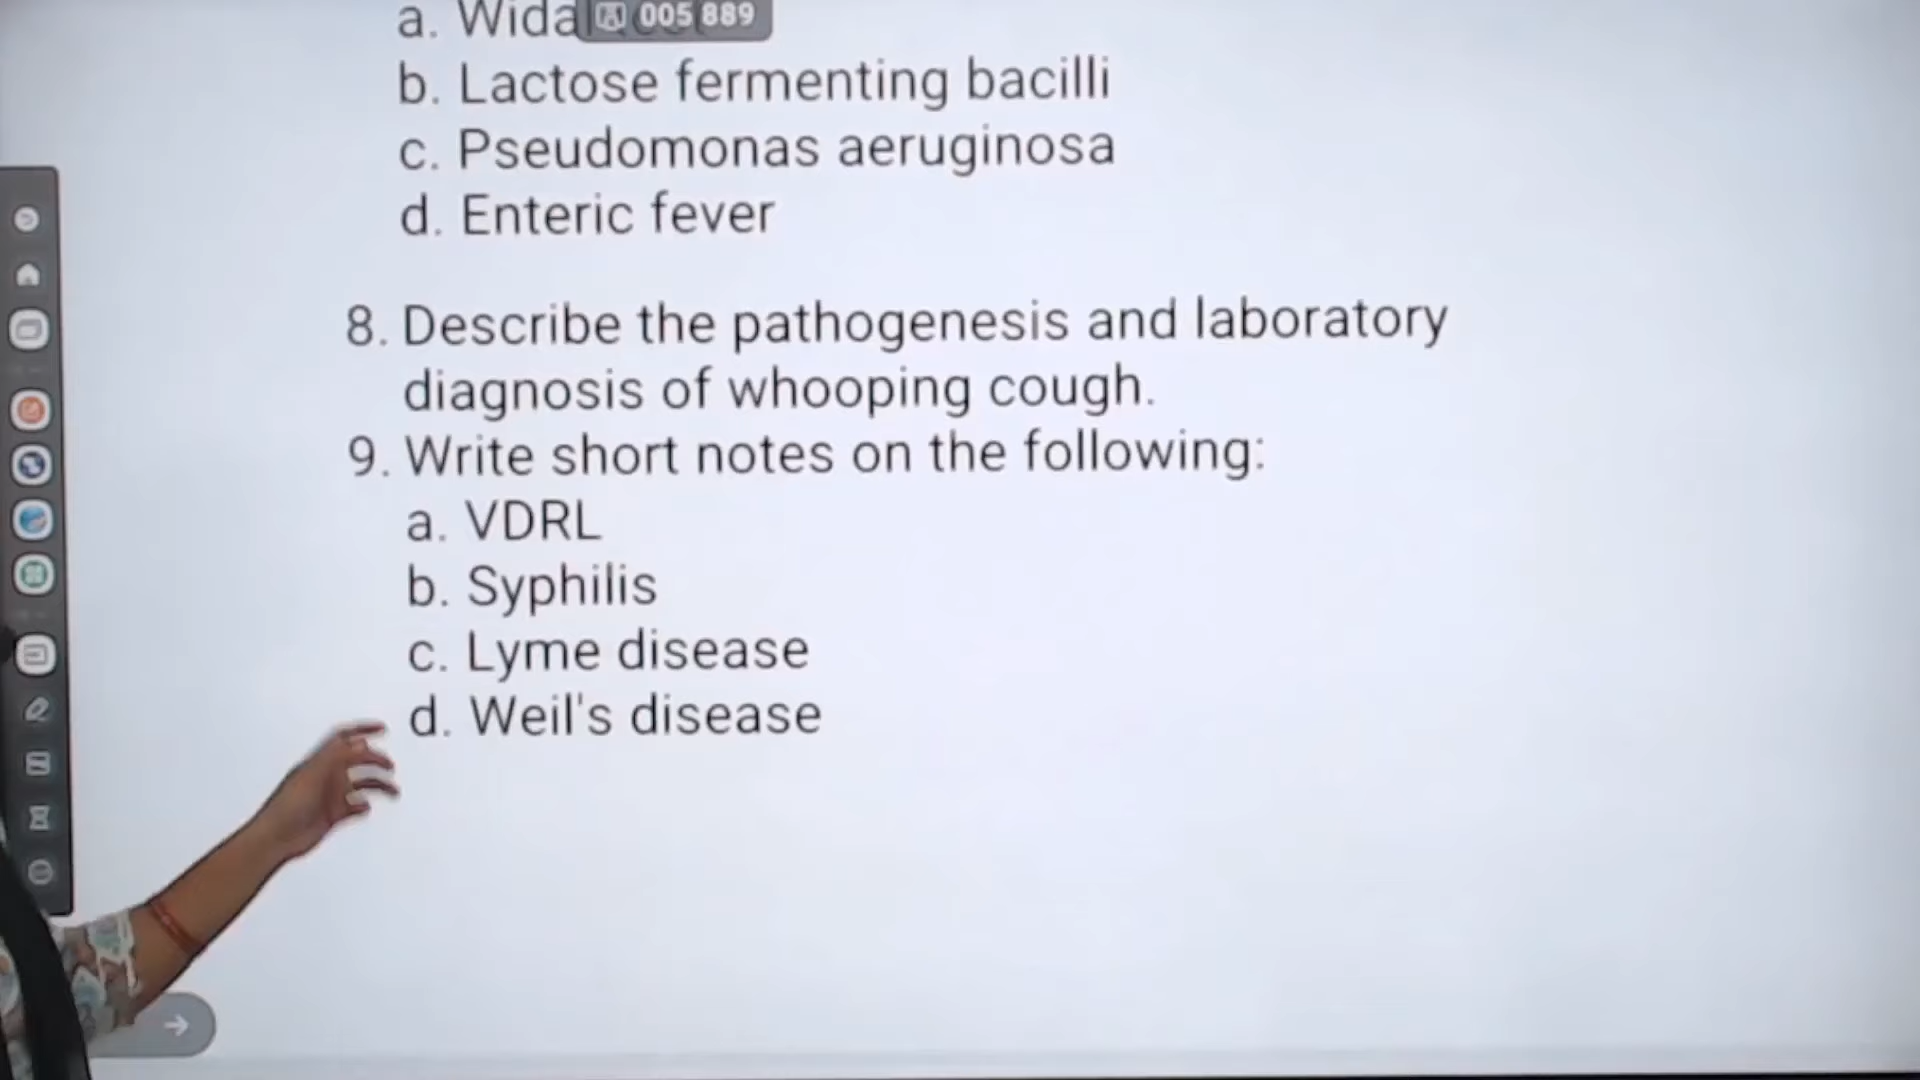 a. Widal
005 889
b. Lactose fermenting bacilli
c. Pseudomonas aeruginosa
d. Enteric fever
8. Describe the pathogenesis and laboratory
diagnosis of whooping cough.
9. Write short notes on the following:
a. VDRL
b. Syphilis
c. Lyme disease
d. Weil's disease